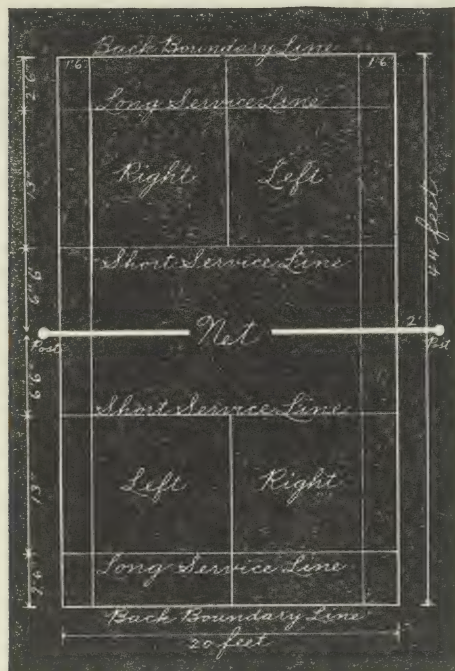 Back Boundary Line
1'6 1'6
2'6"
Long Service Line
Right Left
13'
44 feet
Short Service Line
6'6
Net
2'
Post Post
6'6"
Short Service Line
Left Right
13'
Long Service Line
2'6"
Back Boundary Line
20 feet